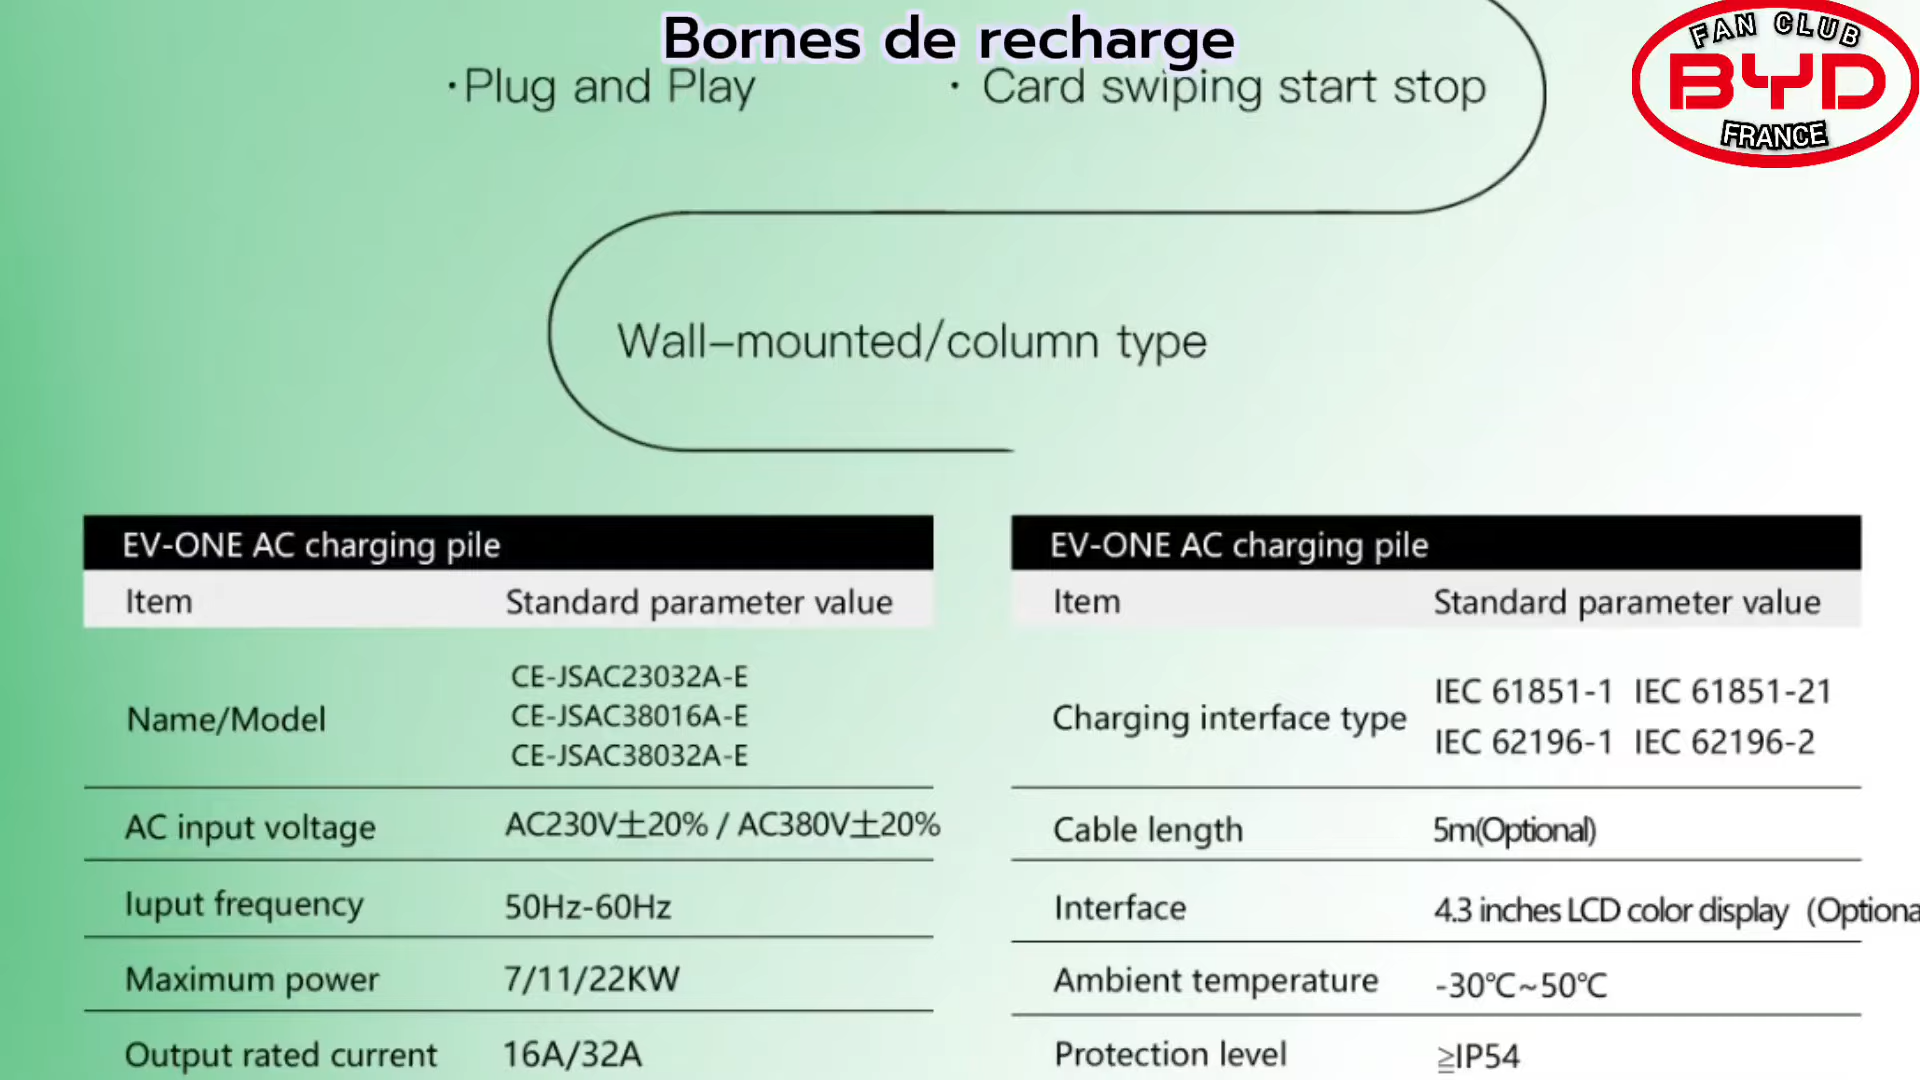 Bornes de recharge
·Plug and Play · Card swiping start stop
FAN CLUB
BYD
FRANCE
Wall-mounted/column type
EV-ONE AC charging pile
Item Standard parameter value
Name/Model
CE-JSAC23032A-E
CE-JSAC38016A-E
CE-JSAC38032A-E
AC input voltage AC230V±20% / AC380V±20%
Iuput frequency 50Hz-60Hz
Maximum power 7/11/22KW
Output rated current 16A/32A
EV-ONE AC charging pile
Item Standard parameter value
Charging interface type
IEC 61851-1 IEC 61851-21
IEC 62196-1 IEC 62196-2
Cable length 5m(Optional)
Interface 4.3 inches LCD color display (Optiona
Ambient temperature -30℃~50℃
Protection level ≧IP54